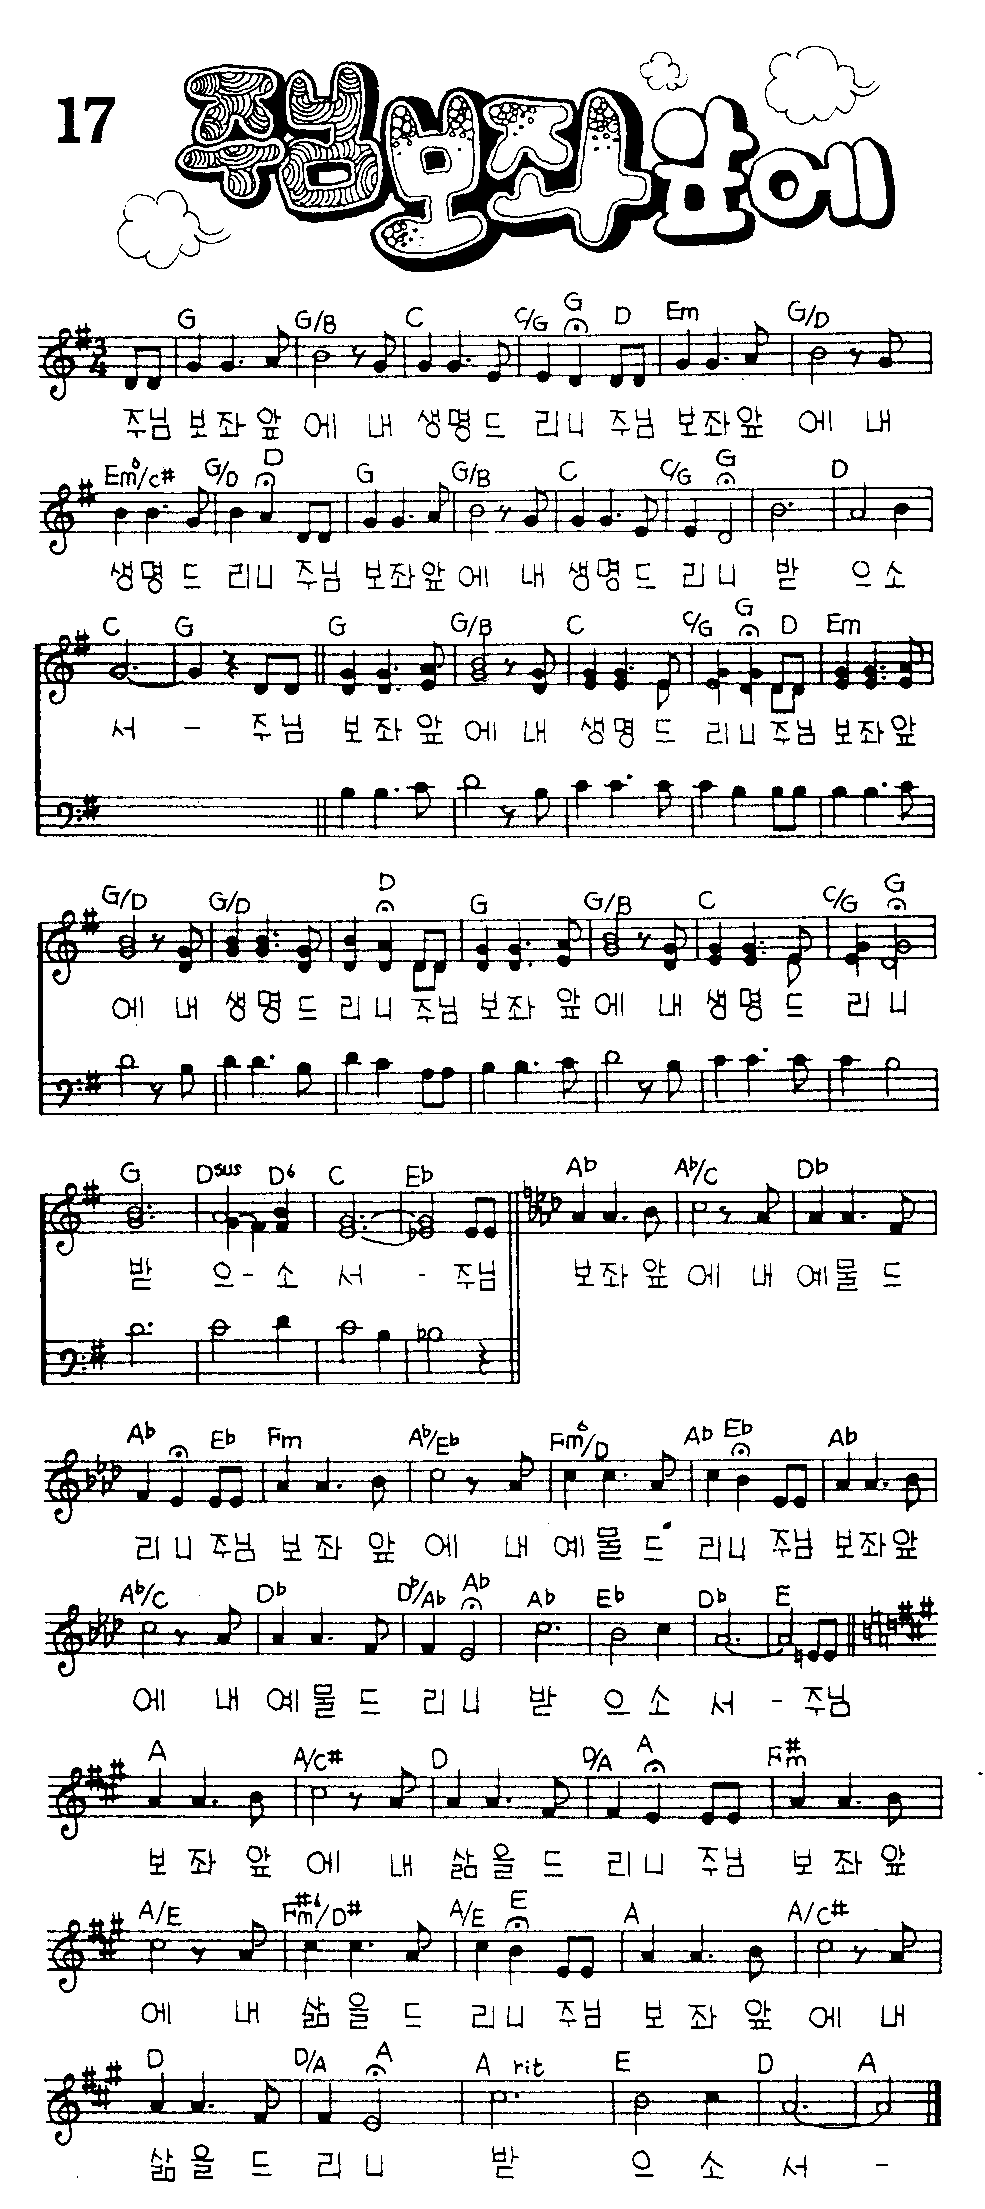 17 주님 보좌 앞에
G G/B C C/G G D Em G/D
3/4
주님 보좌앞 에 내 생명드 리니 주님 보좌앞 에 내
Em6/C# G/D D G G/B C C/G G D
생명 드 리니 주님 보좌앞 에 내 생명드 리 니 받 으소
C G G G/B C C/G G D Em
서 - 주님 보좌앞 에 내 생명 드 리니 주님 보좌앞
G/D G/D D G G/B C C/G G
에 내 생명드 리니 주님 보좌 앞 에 내 생명 드 리 니
G Dsus D6 C Eb Ab Ab/C Db
받 으- 소 서 - 주님 보좌 앞 에 내 예물 드
Ab Eb Fm Ab/Eb Fm6/D Ab Eb Ab
리 니 주님 보 좌 앞 에 내 예물 드 리니 주님 보좌앞
Ab/C Db Db/Ab Ab Ab Eb Db E
에 내 예물 드 리 니 받 으 소 서 - 주님
A A/C# D D/A A F#m
보 좌 앞 에 내 삶을 드 리 니 주님 보 좌 앞
A/E F#m6/D# A/E E A A/C#
에 내 삶을 드 리니 주님 보 좌 앞 에 내
D D/A A A rit E D A
삶을 드 리 니 받 으 소 서 -